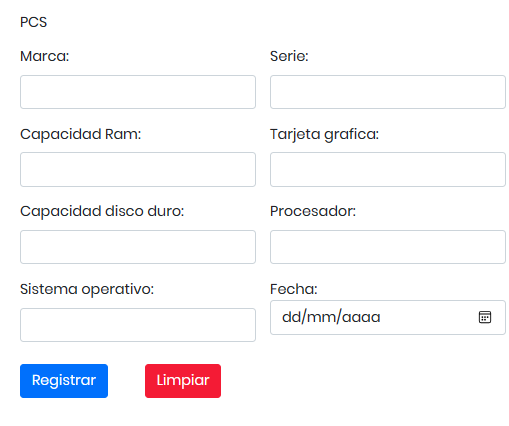 PCS
Marca: Serie:
Capacidad Ram: Tarjeta grafica:
Capacidad disco duro: Procesador:
Sistema operativo: Fecha:
dd/mm/aaaa
Registrar Limpiar